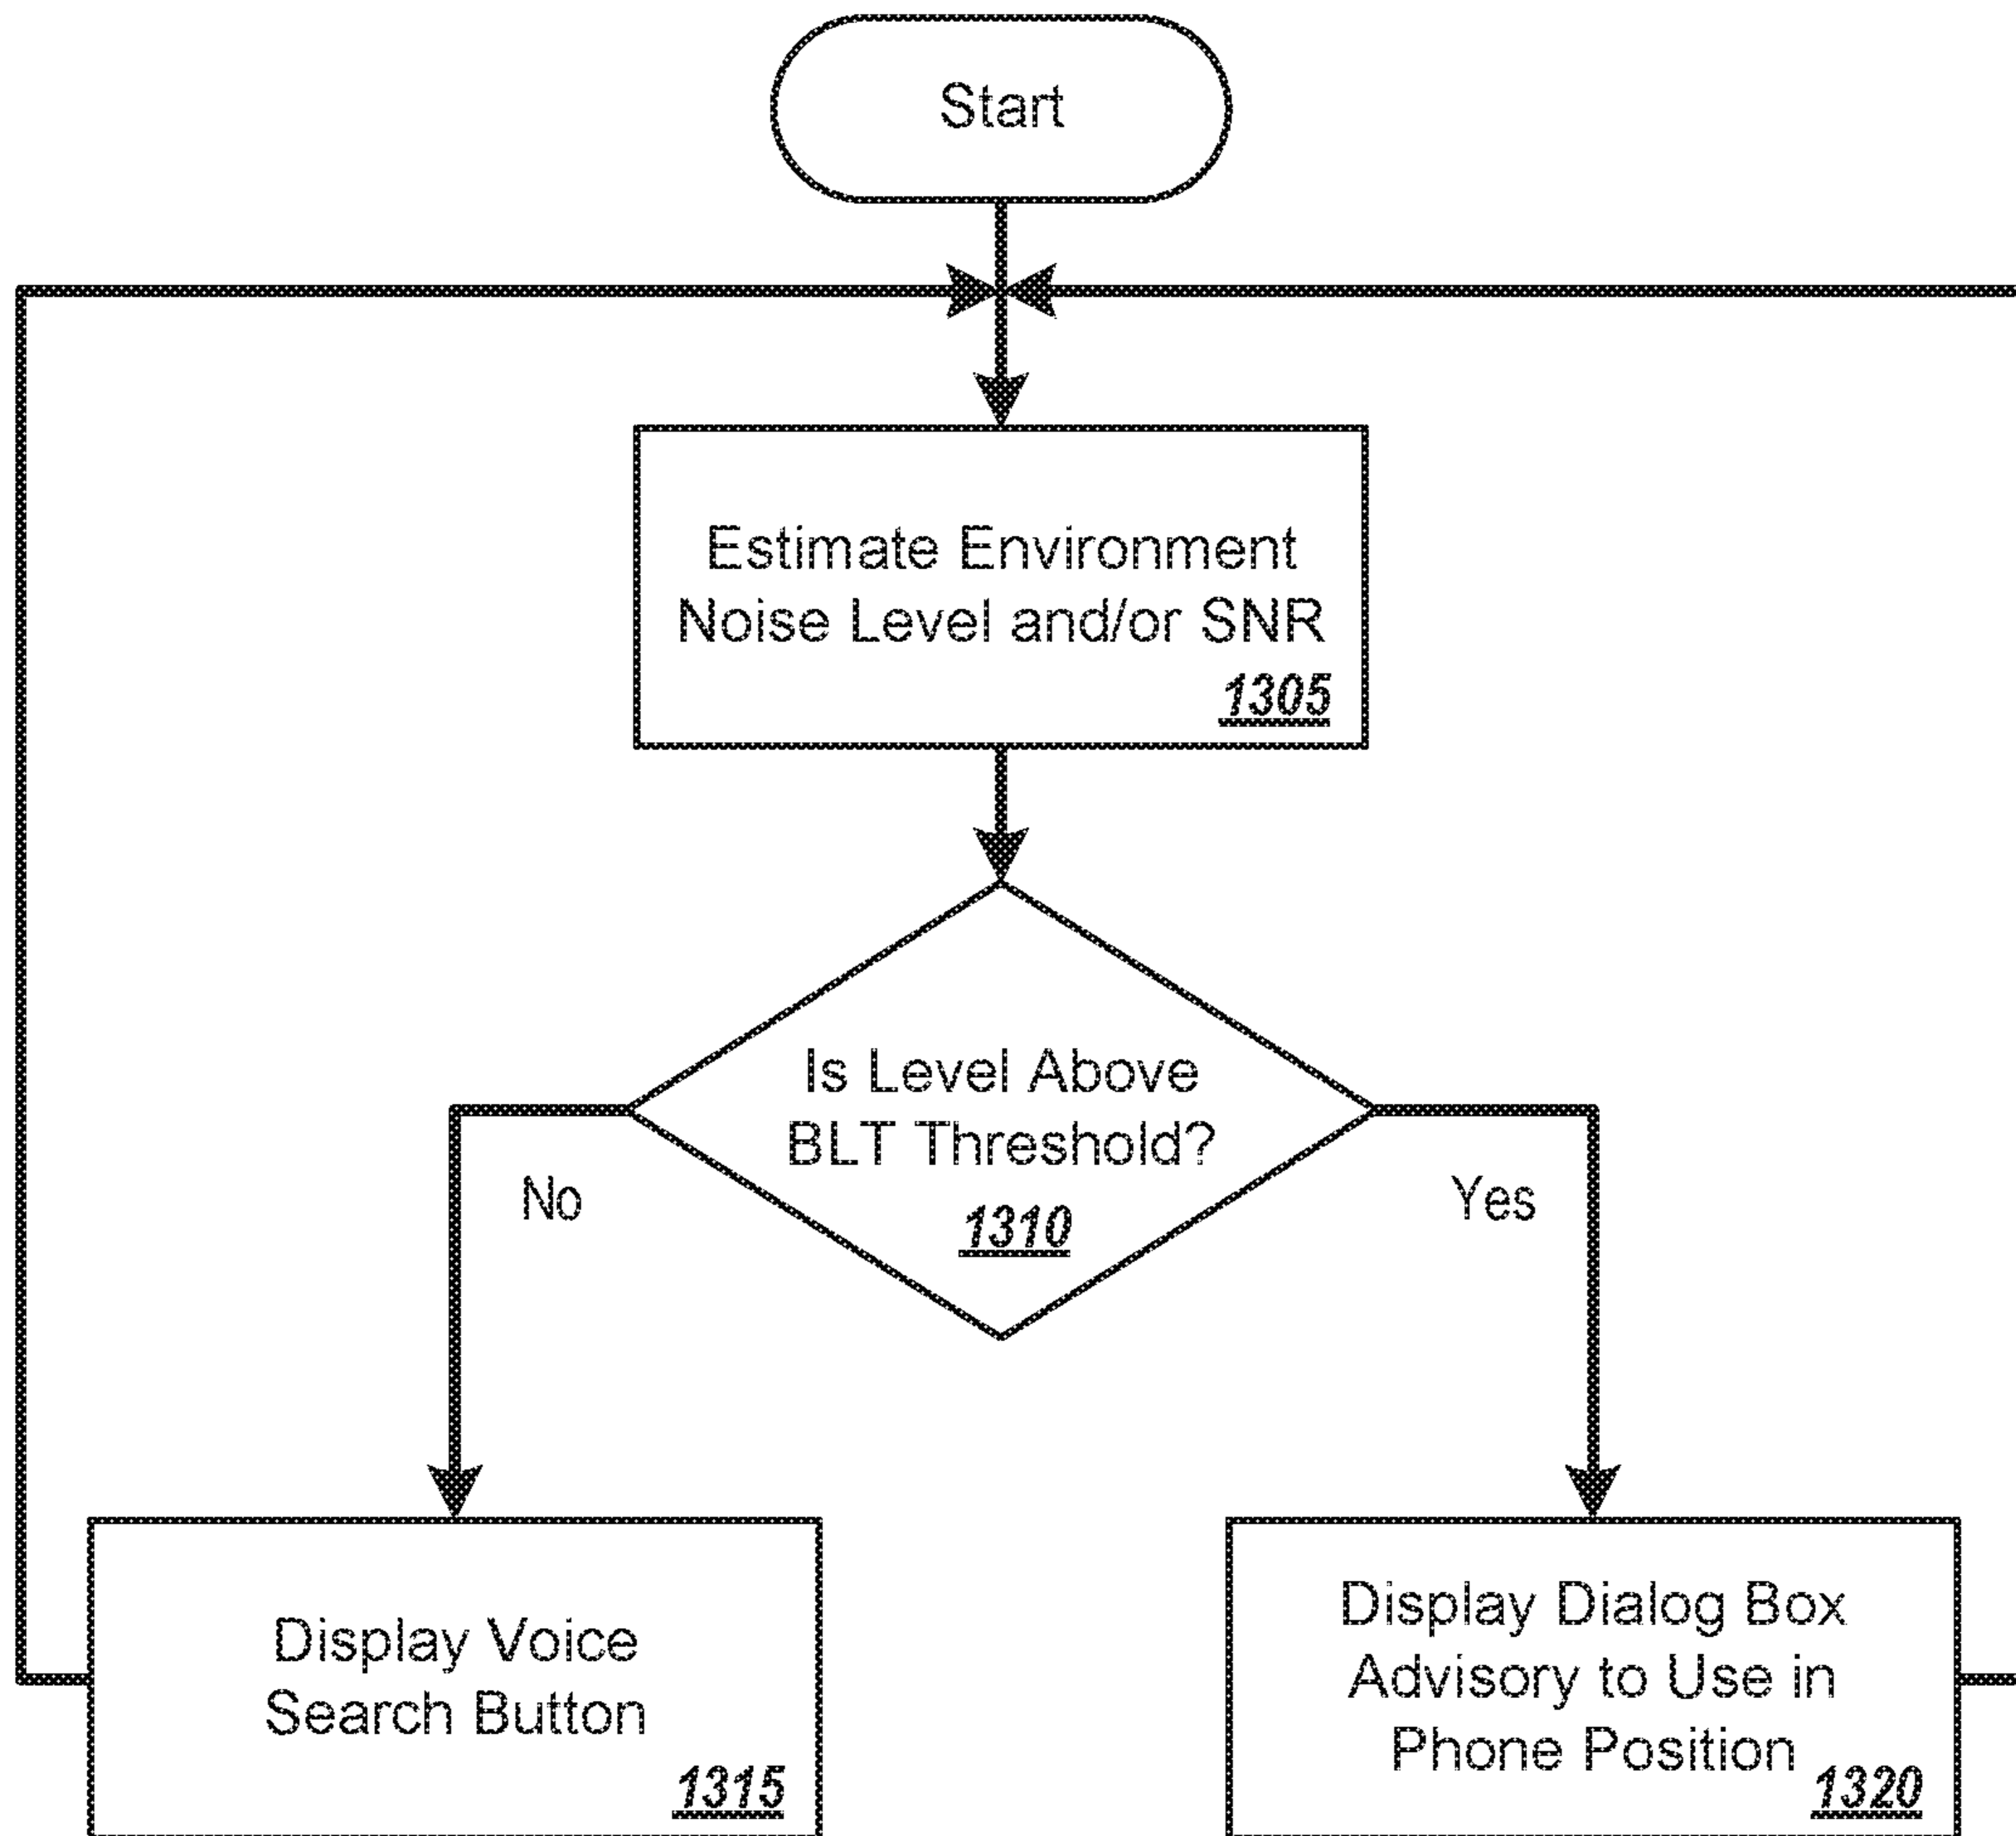 Start
Estimate Environment
Noise Level and/or SNR
1305
Is Level Above
BLT Threshold?
1310
No
Yes
Display Voice
Search Button
1315
Display Dialog Box
Advisory to Use in
Phone Position
1320